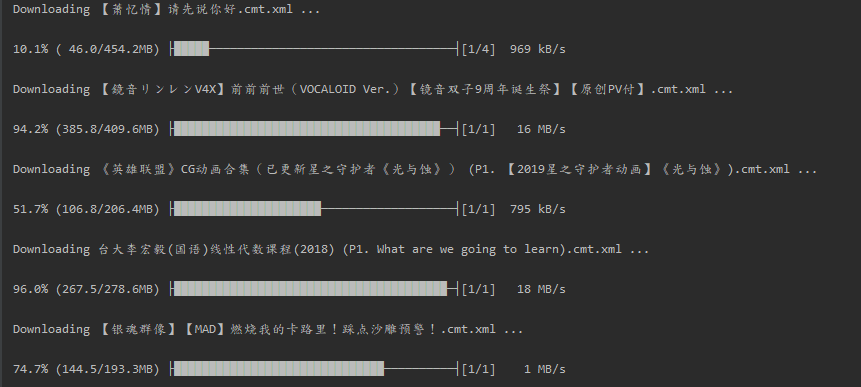 Downloading 【萧忆情】请先说你好.cmt.xml ...
10.1% ( 46.0/454.2MB) ├█████───────────────────────────────────┤[1/4]  969 kB/s
Downloading 【鏡音リンレンV4X】前前前世（VOCALOID Ver.）【镜音双子9周年诞生祭】【原创PV付】.cmt.xml ...
94.2% (385.8/409.6MB) ├██████████████████████████████████████──┤[1/1]   16 MB/s
Downloading 《英雄联盟》CG动画合集（已更新星之守护者《光与蚀》） (P1. 【2019星之守护者动画】《光与蚀》).cmt.xml ...
51.7% (106.8/206.4MB) ├█████████████████████───────────────────┤[1/1]  795 kB/s
Downloading 台大李宏毅(国语)线性代数课程(2018) (P1. What are we going to learn).cmt.xml ...
96.0% (267.5/278.6MB) ├███████████████████████████████████████─┤[1/1]   18 MB/s
Downloading 【银魂群像】【MAD】燃烧我的卡路里！踩点沙雕预警！.cmt.xml ...
74.7% (144.5/193.3MB) ├██████████████████████████████──────────┤[1/1]    1 MB/s